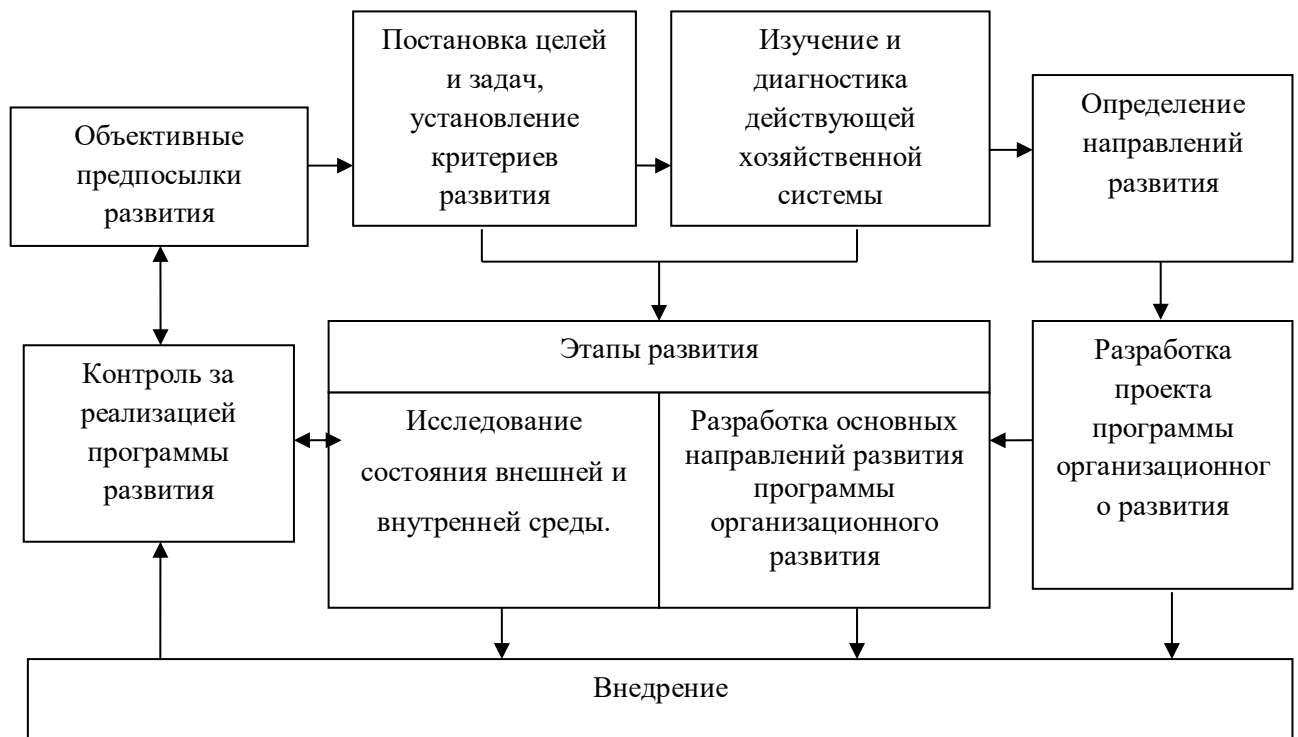 Объективные
предпосылки
развития
Постановка целей
и задач,
установление
критериев
развития
Изучение и
диагностика
действующей
хозяйственной
системы
Определение
направлений
развития
Контроль за
реализацией
программы
развития
Этапы развития
Исследование
состояния внешней и
внутренней среды.
Разработка основных
направлений развития
программы
организационного
развития
Разработка
проекта
программы
организационног
о развития
Внедрение